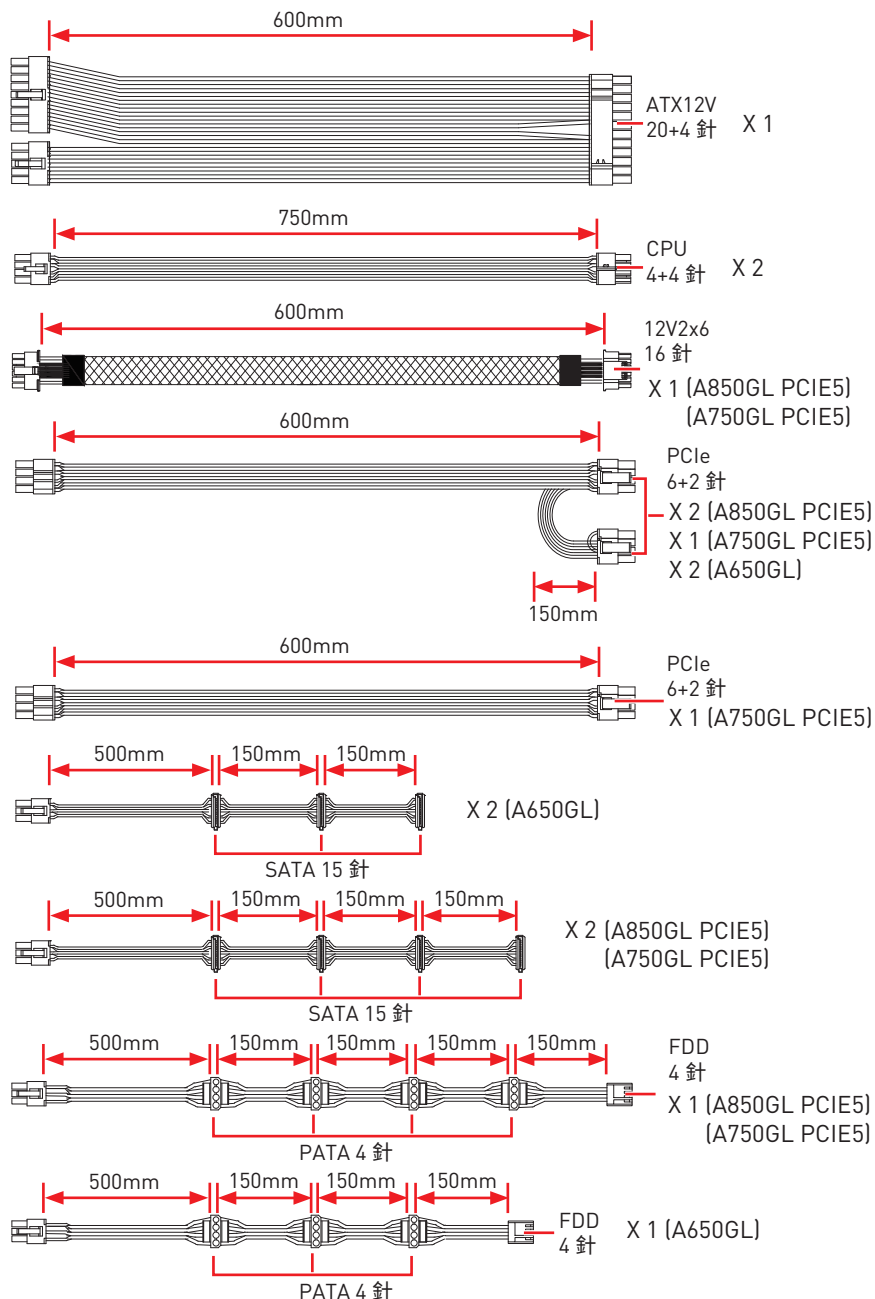 600mm
ATX12V
20+4 針
X 1
750mm
CPU
4+4 針
X 2
600mm
12V2x6
16 針
X 1 (A850GL PCIE5)
(A750GL PCIE5)
600mm
PCIe
6+2 針
X 2 (A850GL PCIE5)
X 1 (A750GL PCIE5)
X 2 (A650GL)
150mm
600mm
PCIe
6+2 針
X 1 (A750GL PCIE5)
500mm 150mm 150mm
X 2 (A650GL)
SATA 15 針
500mm 150mm 150mm 150mm
X 2 (A850GL PCIE5)
(A750GL PCIE5)
SATA 15 針
500mm 150mm 150mm 150mm 150mm
FDD
4 針
X 1 (A850GL PCIE5)
(A750GL PCIE5)
PATA 4 針
500mm 150mm 150mm 150mm
FDD
4 針
X 1 (A650GL)
PATA 4 針